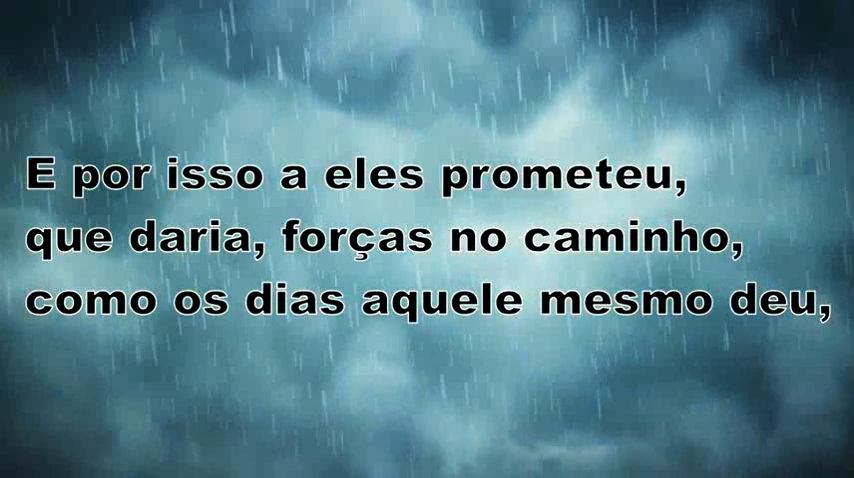 E por isso a eles prometeu,
que daria, forças no caminho,
como os dias aquele mesmo deu,